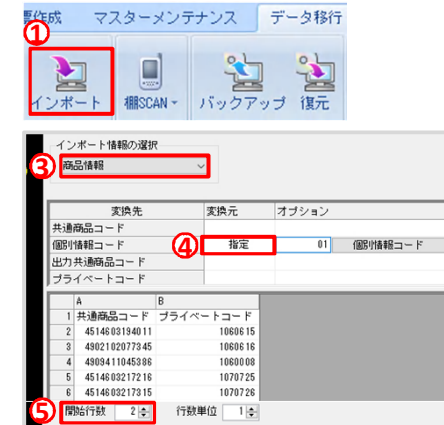 票作成 マスターメンテナンス データ移行
①
インポート 棚SCAN バックアップ 復元
インポート情報の選択
③ 商品情報
変換先 変換元 オプション
共通商品コード
個別情報コード ④ 指定 01 個別情報コード
出力共通商品コード
プライベートコード
A B
1 共通商品コード プライベートコード
2 4514603194011 1060615
3 4902102077345 1060616
4 4909411045386 1060008
5 4514603217216 1070725
6 4514603217315 1070726
⑤ 開始行数 2 行数単位 1